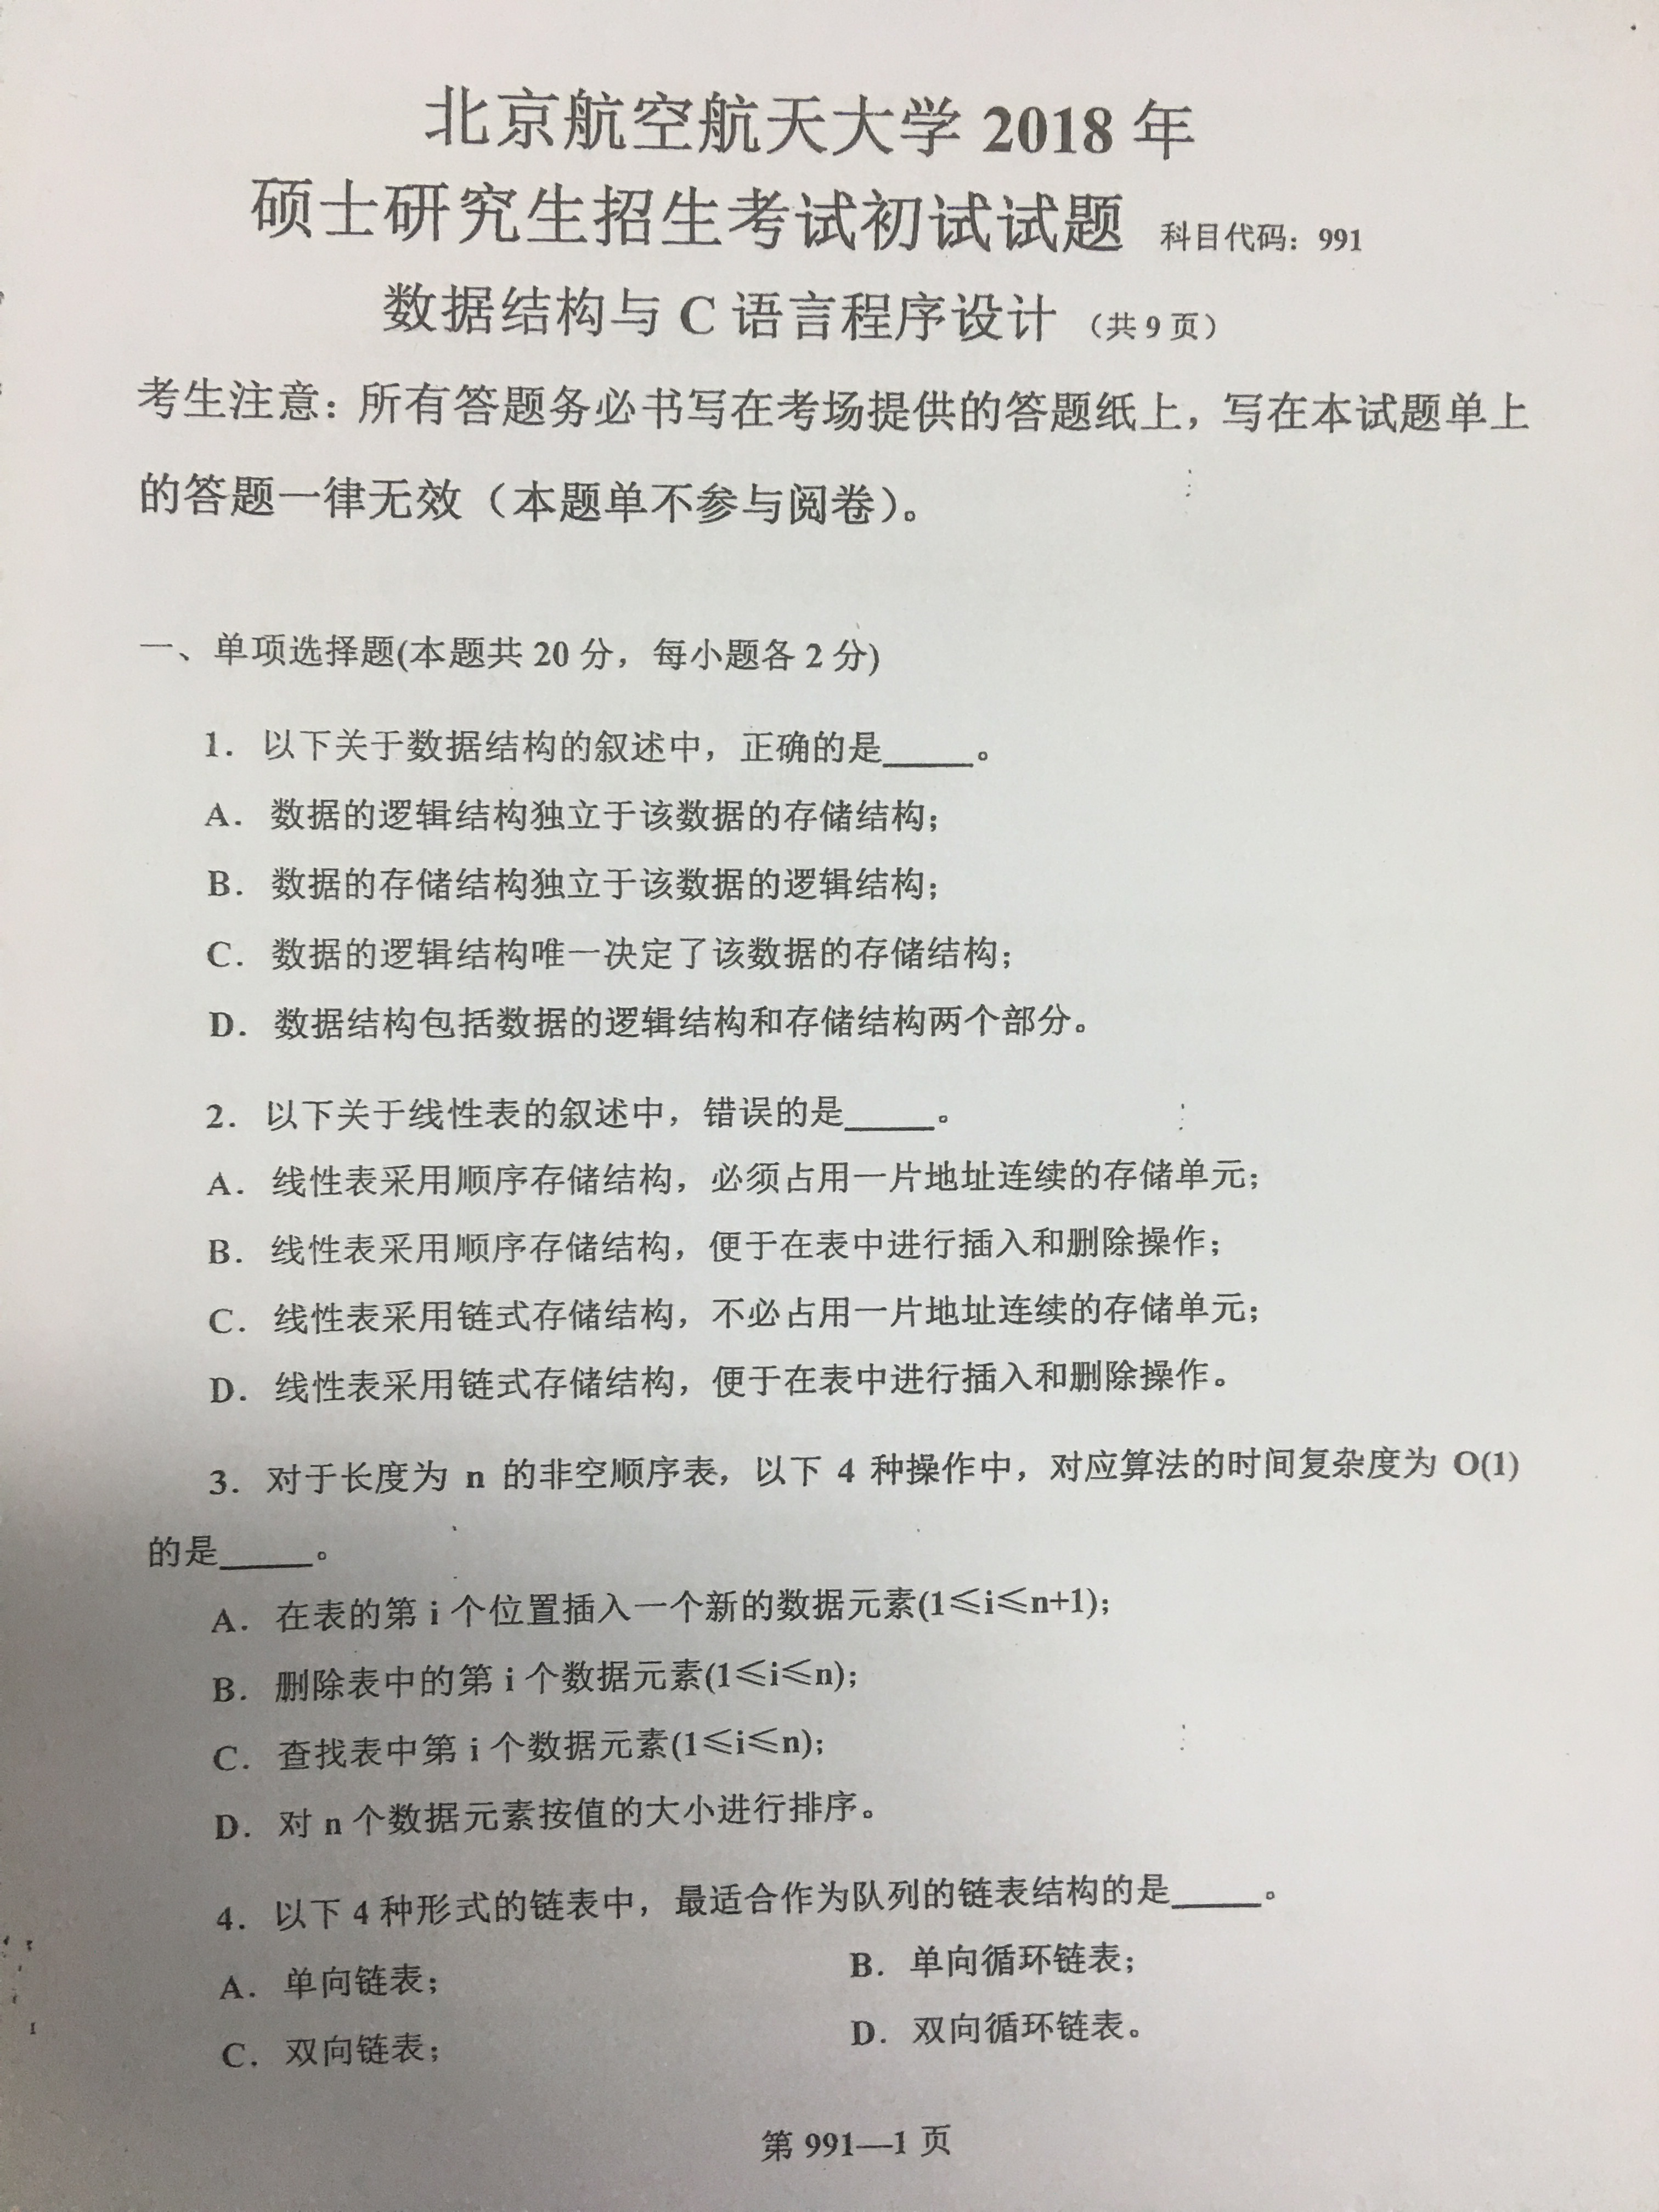 北京航空航天大学 2018 年
硕士研究生招生考试初试试题 科目代码：991
数据结构与 C 语言程序设计 （共 9 页）
考生注意：所有答题务必书写在考场提供的答题纸上，写在本试题单上
的答题一律无效（本题单不参与阅卷）。
一、单项选择题(本题共 20 分，每小题各 2 分)
1. 以下关于数据结构的叙述中，正确的是_____。
A. 数据的逻辑结构独立于该数据的存储结构；
B. 数据的存储结构独立于该数据的逻辑结构；
C. 数据的逻辑结构唯一决定了该数据的存储结构；
D. 数据结构包括数据的逻辑结构和存储结构两个部分。
2. 以下关于线性表的叙述中，错误的是_____。
A. 线性表采用顺序存储结构，必须占用一片地址连续的存储单元；
B. 线性表采用顺序存储结构，便于在表中进行插入和删除操作；
C. 线性表采用链式存储结构，不必占用一片地址连续的存储单元；
D. 线性表采用链式存储结构，便于在表中进行插入和删除操作。
3. 对于长度为 n 的非空顺序表，以下 4 种操作中，对应算法的时间复杂度为 O(1)
的是_____。
A. 在表的第 i 个位置插入一个新的数据元素(1≤i≤n+1)；
B. 删除表中的第 i 个数据元素(1≤i≤n)；
C. 查找表中第 i 个数据元素(1≤i≤n)；
D. 对 n 个数据元素按值的大小进行排序。
4. 以下 4 种形式的链表中，最适合作为队列的链表结构的是_____。
A. 单向链表； B. 单向循环链表；
C. 双向链表； D. 双向循环链表。
第 991—1 页